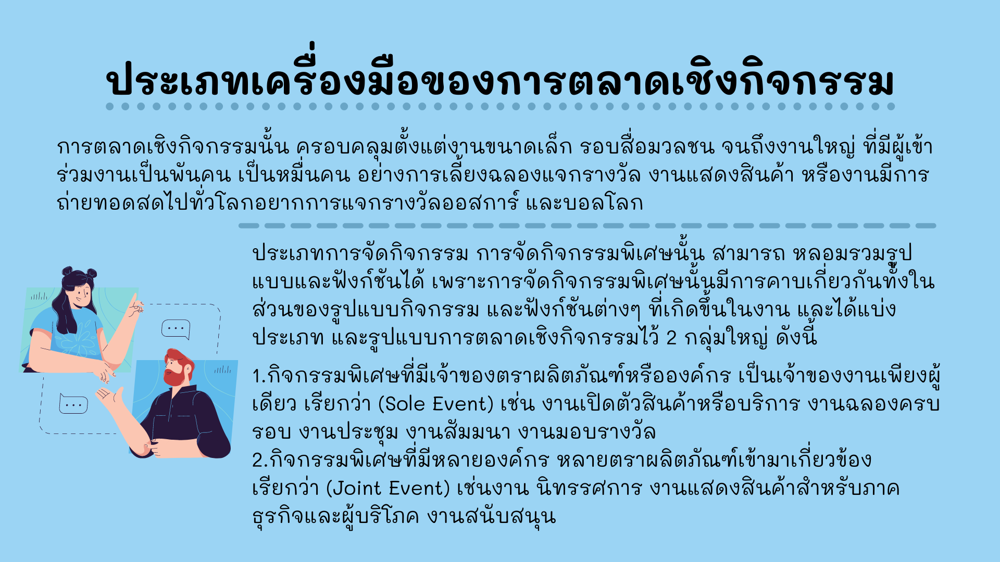 ประเภทเครื่องมือของการตลาดเชิงกิจกรรม
การตลาดเชิงกิจกรรมนั้น ครอบคลุมตั้งแต่งานขนาดเล็ก รอบสื่อมวลชน จนถึงงานใหญ่ ที่มีผู้เข้า
ร่วมงานเป็นพันคน เป็นหมื่นคน อย่างการเลี้ยงฉลองแจกรางวัล งานแสดงสินค้า หรืองานมีการ
ถ่ายทอดสดไปทั่วโลกอยากการแจกรางวัลออสการ์ และบอลโลก
ประเภทการจัดกิจกรรม การจัดกิจกรรมพิเศษนั้น สามารถ หลอมรวมรูป
แบบและฟังก์ชันได้ เพราะการจัดกิจกรรมพิเศษนั้นมีการคาบเกี่ยวกันทั้งใน
ส่วนของรูปแบบกิจกรรม และฟังก์ชันต่างๆ ที่เกิดขึ้นในงาน และได้แบ่ง
ประเภท และรูปแบบการตลาดเชิงกิจกรรมไว้ 2 กลุ่มใหญ่ ดังนี้
1.กิจกรรมพิเศษที่มีเจ้าของตราผลิตภัณฑ์หรือองค์กร เป็นเจ้าของงานเพียงผู้
เดียว เรียกว่า (Sole Event) เช่น งานเปิดตัวสินค้าหรือบริการ งานฉลองครบ
รอบ งานประชุม งานสัมมนา งานมอบรางวัล
2.กิจกรรมพิเศษที่มีหลายองค์กร หลายตราผลิตภัณฑ์เข้ามาเกี่ยวข้อง
เรียกว่า (Joint Event) เช่นงาน นิทรรศการ งานแสดงสินค้าสำหรับภาค
ธุรกิจและผู้บริโภค งานสนับสนุน